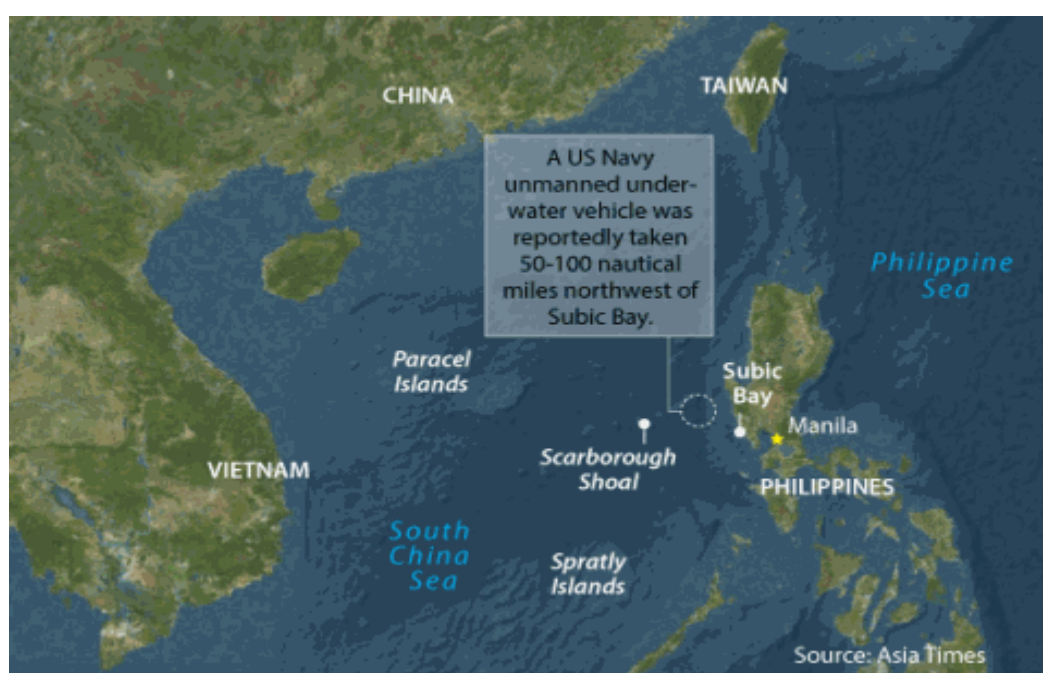 CHINA
TAIWAN
A US Navy
unmanned under-
water vehicle was
reportedly taken
50-100 nautical
miles northwest of
Subic Bay.
Philippine
Sea
Paracel
Islands
Subic
Bay
Manila
Scarborough
Shoal
VIETNAM
PHILIPPINES
South
China
Sea
Spratly
Islands
Source: Asia Times